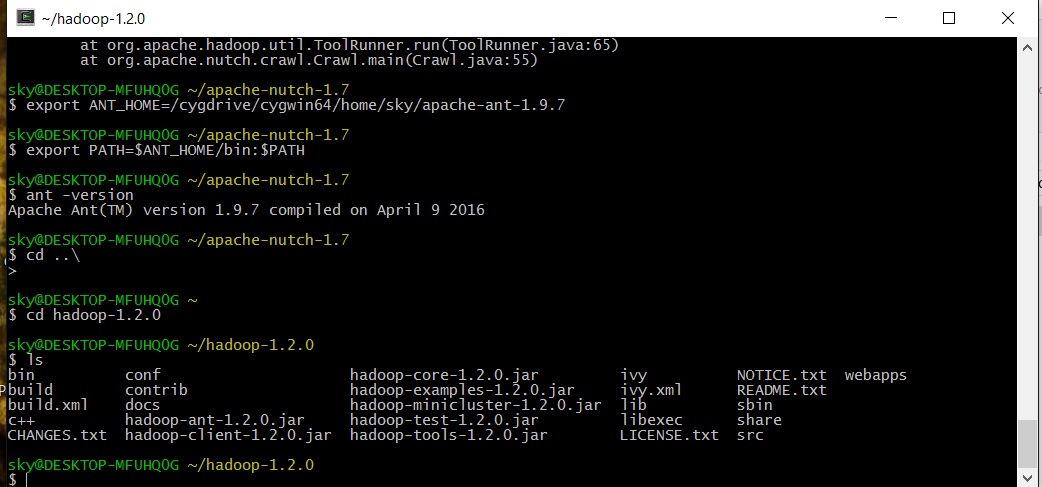 ~/hadoop-1.2.0
at org.apache.hadoop.util.ToolRunner.run(ToolRunner.java:65)
at org.apache.nutch.crawl.Crawl.main(Crawl.java:55)
sky@DESKTOP-MFUHQ0G ~/apache-nutch-1.7
$ export ANT_HOME=/cygdrive/cygwin64/home/sky/apache-ant-1.9.7
sky@DESKTOP-MFUHQ0G ~/apache-nutch-1.7
$ export PATH=$ANT_HOME/bin:$PATH
sky@DESKTOP-MFUHQ0G ~/apache-nutch-1.7
$ ant -version
Apache Ant(TM) version 1.9.7 compiled on April 9 2016
sky@DESKTOP-MFUHQ0G ~/apache-nutch-1.7
$ cd ..\
>
sky@DESKTOP-MFUHQ0G ~
$ cd hadoop-1.2.0
sky@DESKTOP-MFUHQ0G ~/hadoop-1.2.0
$ ls
bin conf hadoop-core-1.2.0.jar ivy NOTICE.txt webapps
build contrib hadoop-examples-1.2.0.jar ivy.xml README.txt
build.xml docs hadoop-minicluster-1.2.0.jar lib sbin
c++ hadoop-ant-1.2.0.jar hadoop-test-1.2.0.jar libexec share
CHANGES.txt hadoop-client-1.2.0.jar hadoop-tools-1.2.0.jar LICENSE.txt src
sky@DESKTOP-MFUHQ0G ~/hadoop-1.2.0
$